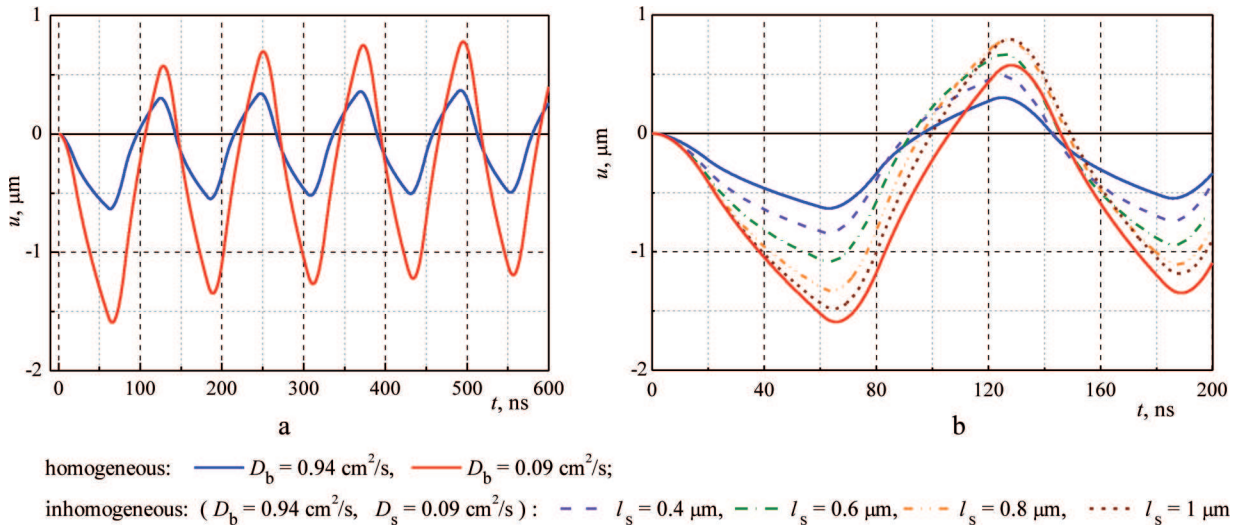 1
0
-1
-2
u, μm
0 100 200 300 400 500 600
t, ns
a
1
0
-1
-2
u, μm
0 40 80 120 160 200
t, ns
b
homogeneous: D_b = 0.94 cm²/s, D_b = 0.09 cm²/s;
inhomogeneous: ( D_b = 0.94 cm²/s, D_s = 0.09 cm²/s ) : l_s = 0.4 μm, l_s = 0.6 μm, l_s = 0.8 μm, l_s = 1 μm